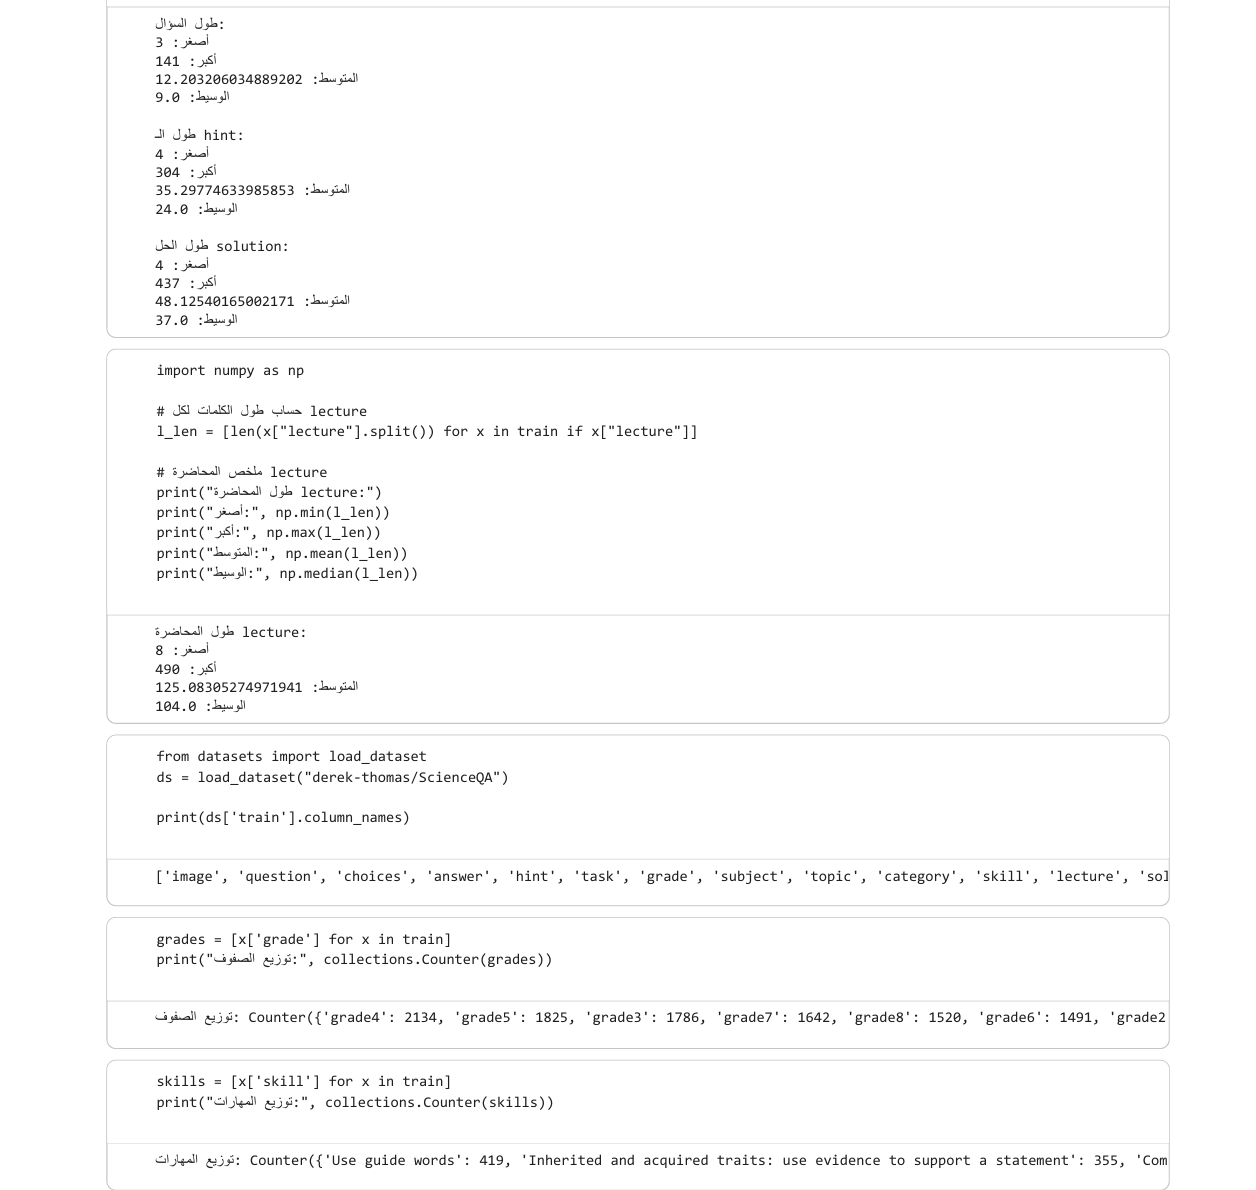 طول السؤال:
أصغر: 3
أكبر: 141
المتوسط: 12.203206034889202
الوسيط: 9.0
طول الـ hint:
أصغر: 4
أكبر: 304
المتوسط: 35.29774633985853
الوسيط: 24.0
طول الحل solution:
أصغر: 4
أكبر: 437
المتوسط: 48.12540165002171
الوسيط: 37.0
import numpy as np
# حساب طول الكلمات لكل lecture
l_len = [len(x["lecture"].split()) for x in train if x["lecture"]]
# ملخص المحاضرة lecture
print("طول المحاضرة lecture:")
print("أصغر:", np.min(l_len))
print("أكبر:", np.max(l_len))
print("المتوسط:", np.mean(l_len))
print("الوسيط:", np.median(l_len))
طول المحاضرة lecture:
أصغر: 8
أكبر: 490
المتوسط: 125.08305274971941
الوسيط: 104.0
from datasets import load_dataset
ds = load_dataset("derek-thomas/ScienceQA")
print(ds['train'].column_names)
['image', 'question', 'choices', 'answer', 'hint', 'task', 'grade', 'subject', 'topic', 'category', 'skill', 'lecture', 'sol
grades = [x['grade'] for x in train]
print("توزيع الصفوف:", collections.Counter(grades))
توزيع الصفوف: Counter({'grade4': 2134, 'grade5': 1825, 'grade3': 1786, 'grade7': 1642, 'grade8': 1520, 'grade6': 1491, 'grade2
skills = [x['skill'] for x in train]
print("توزيع المهارات:", collections.Counter(skills))
توزيع المهارات: Counter({'Use guide words': 419, 'Inherited and acquired traits: use evidence to support a statement': 355, 'Com